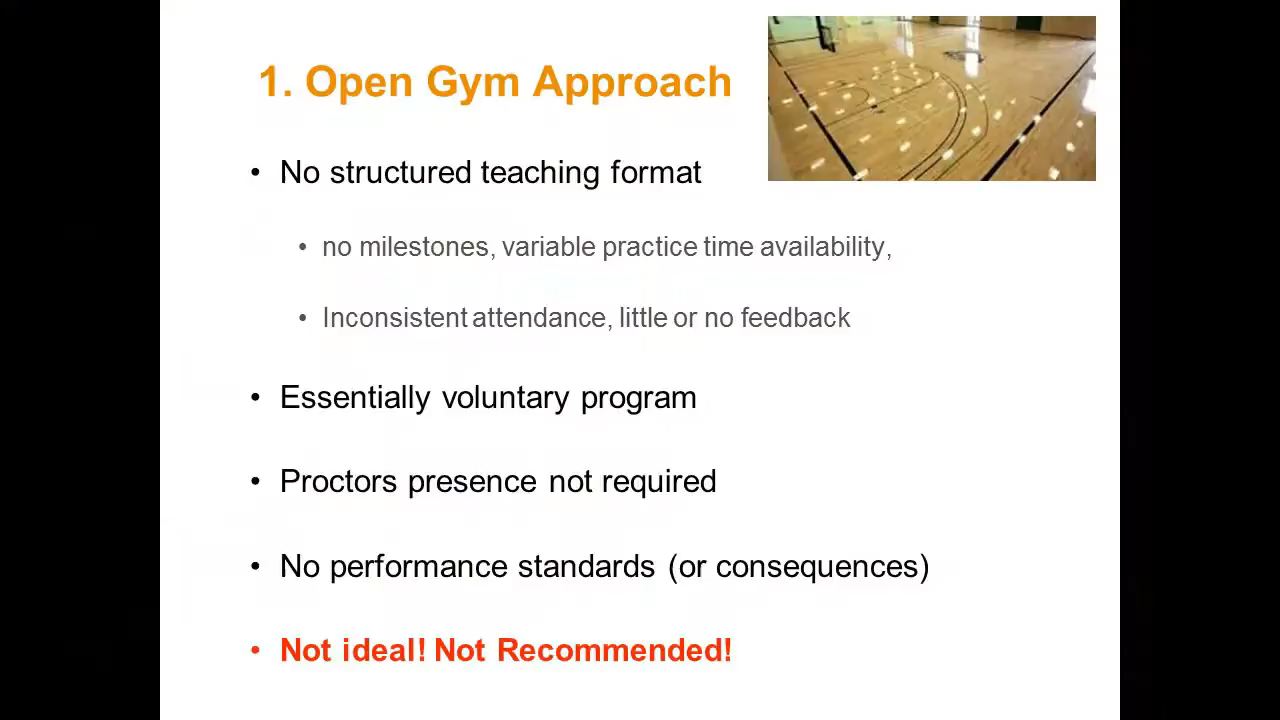 1. Open Gym Approach
• No structured teaching format
• no milestones, variable practice time availability,
• Inconsistent attendance, little or no feedback
• Essentially voluntary program
• Proctors presence not required
• No performance standards (or consequences)
• Not ideal! Not Recommended!